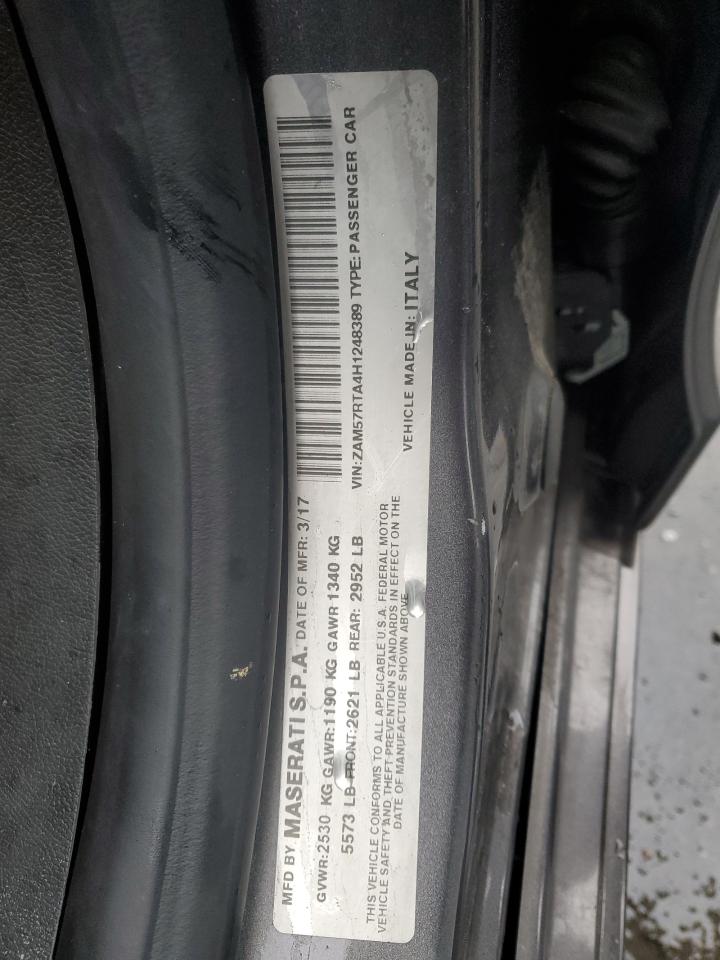 MFD BY MASERATI S.P.A. DATE OF MFR: 3/17
GVWR:2530 KG GAWR:1190 KG GAWR 1340 KG
5573 LB FRONT:2621 LB REAR: 2952 LB
VIN:ZAM57RTA4H1248389 TYPE:PASSENGER CAR
THIS VEHICLE CONFORMS TO ALL APPLICABLE U.S.A. FEDERAL MOTOR
VEHICLE SAFETY AND THEFT PREVENTION STANDARDS IN EFFECT ON THE
DATE OF MANUFACTURE SHOWN ABOVE
VEHICLE MADE IN: ITALY